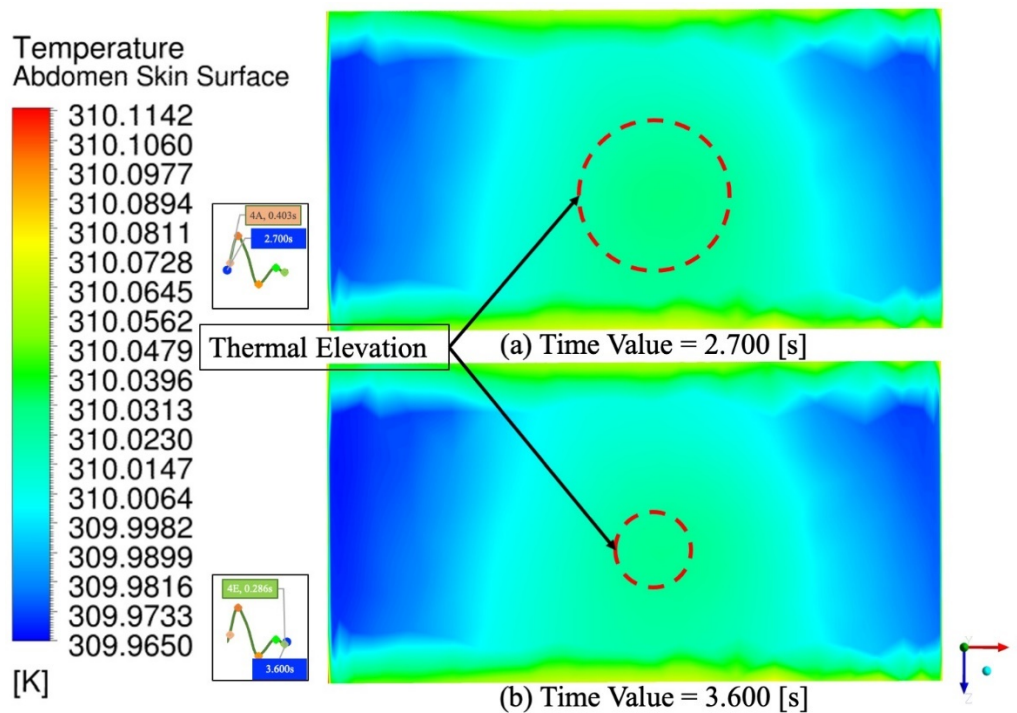 Temperature
Abdomen Skin Surface
310.1142
310.1060
310.0977
310.0894
310.0811
310.0728
310.0645
310.0562
310.0479
310.0396
310.0313
310.0230
310.0147
310.0064
309.9982
309.9899
309.9816
309.9733
309.9650
[K]
4A, 0.403s
2.700s
Thermal Elevation
(a) Time Value = 2.700 [s]
4E, 0.286s
3.600s
(b) Time Value = 3.600 [s]
Y
Z